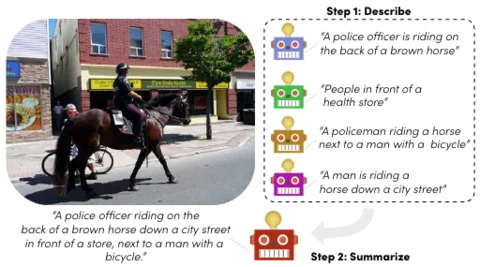 Step 1: Describe
"A police officer is riding on
the back of a brown horse"
"People in front of a
health store"
"A policeman riding a horse
next to a man with a bicycle"
"A man is riding a
horse down a city street"
"A police officer riding on the
back of a brown horse down a city street
in front of a store, next to a man with a
bicycle."
Step 2: Summarize